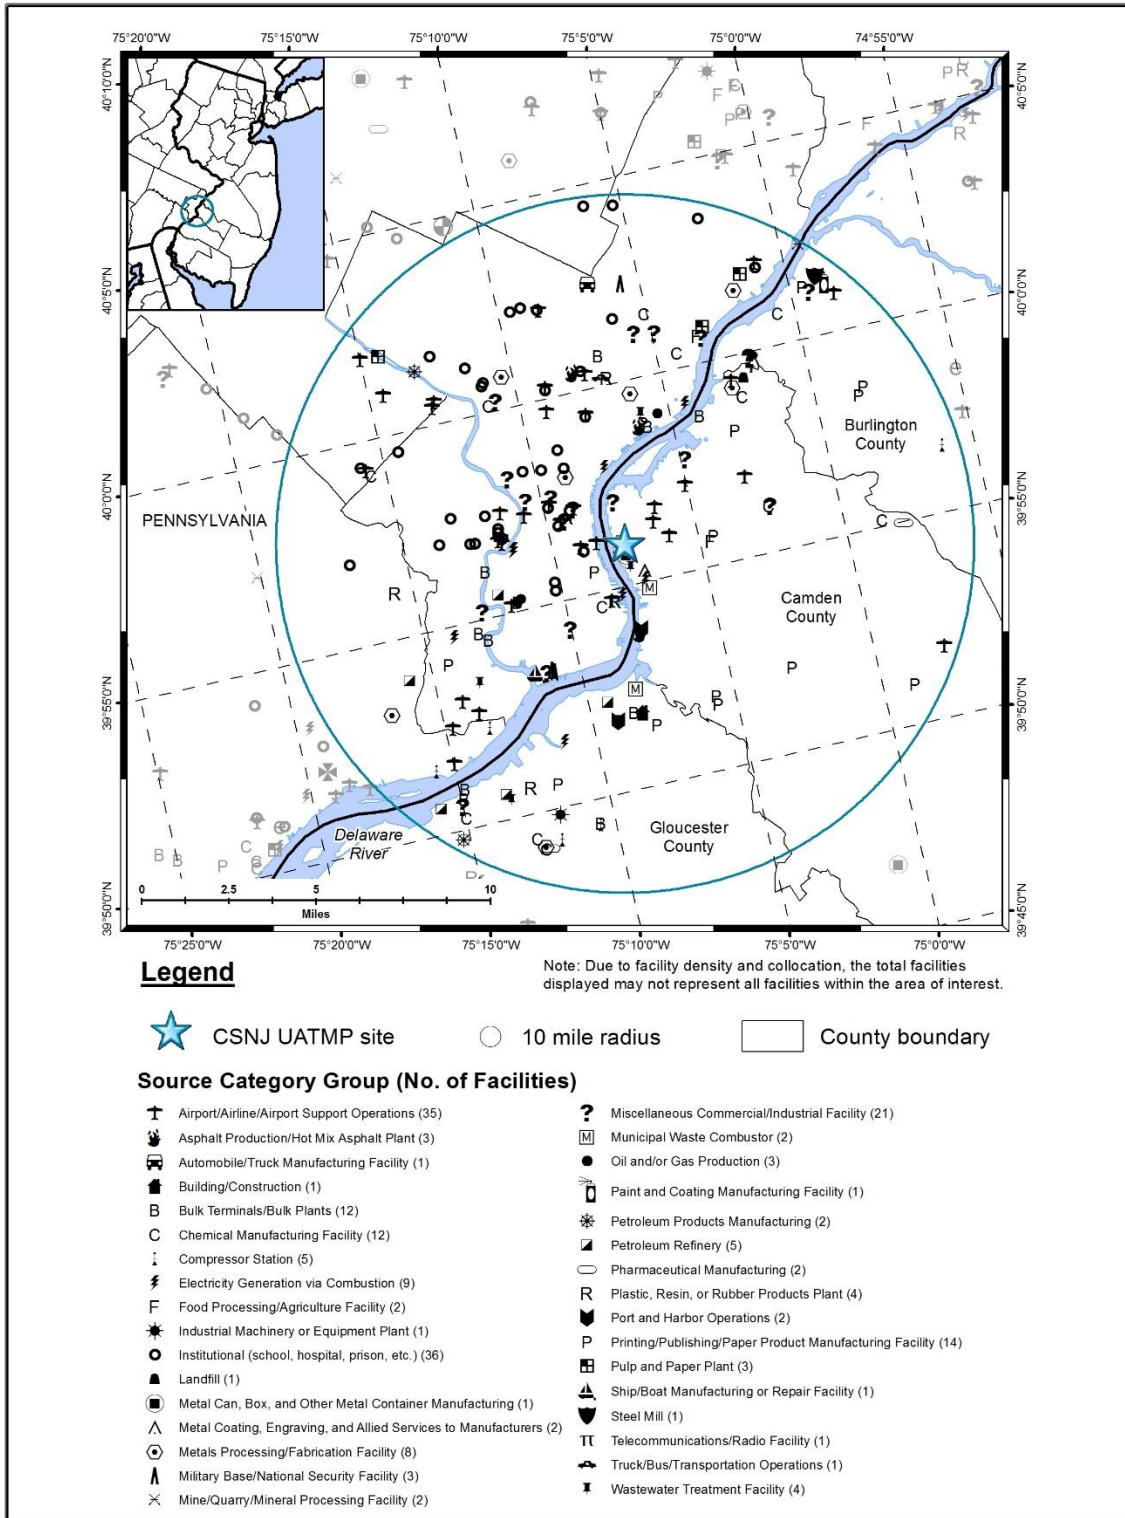 75°20'0"W 75°15'0"W 75°10'0"W 75°5'0"W 75°0'0"W 74°55'0"W
40°10'0"N
40°5'0"N
40°5'0"N
40°0'0"N
40°0'0"N
39°55'0"N
39°55'0"N
39°50'0"N
39°50'0"N
39°45'0"N
Burlington
County
PENNSYLVANIA
Camden
County
Gloucester
County
Delaware
River
0 2.5 5 10
Miles
75°25'0"W 75°20'0"W 75°15'0"W 75°10'0"W 75°5'0"W 75°0'0"W
Legend
Note: Due to facility density and collocation, the total facilities
displayed may not represent all facilities within the area of interest.
CSNJ UATMP site 10 mile radius County boundary
Source Category Group (No. of Facilities)
Airport/Airline/Airport Support Operations (35)
Asphalt Production/Hot Mix Asphalt Plant (3)
Automobile/Truck Manufacturing Facility (1)
Building/Construction (1)
B Bulk Terminals/Bulk Plants (12)
C Chemical Manufacturing Facility (12)
Compressor Station (5)
Electricity Generation via Combustion (9)
F Food Processing/Agriculture Facility (2)
Industrial Machinery or Equipment Plant (1)
Institutional (school, hospital, prison, etc.) (36)
Landfill (1)
Metal Can, Box, and Other Metal Container Manufacturing (1)
Metal Coating, Engraving, and Allied Services to Manufacturers (2)
Metals Processing/Fabrication Facility (8)
Military Base/National Security Facility (3)
Mine/Quarry/Mineral Processing Facility (2)
? Miscellaneous Commercial/Industrial Facility (21)
M Municipal Waste Combustor (2)
Oil and/or Gas Production (3)
Paint and Coating Manufacturing Facility (1)
Petroleum Products Manufacturing (2)
Petroleum Refinery (5)
Pharmaceutical Manufacturing (2)
R Plastic, Resin, or Rubber Products Plant (4)
Port and Harbor Operations (2)
P Printing/Publishing/Paper Product Manufacturing Facility (14)
Pulp and Paper Plant (3)
Ship/Boat Manufacturing or Repair Facility (1)
Steel Mill (1)
Telecommunications/Radio Facility (1)
Truck/Bus/Transportation Operations (1)
Wastewater Treatment Facility (4)